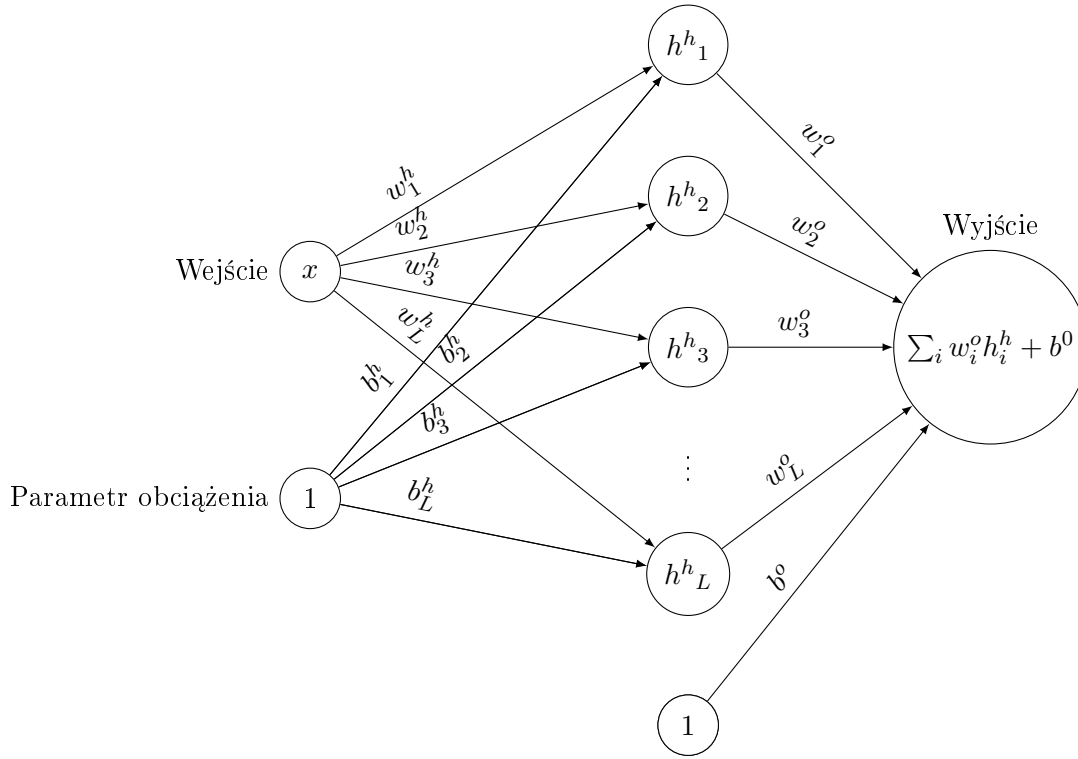 h^h_1
w^o_1
w^h_1
h^h_2
w^h_2
w^o_2
Wyjście
Wejście
x
w^h_3
w^h_L
w^o_3
h^h_3
∑_i w^o_i h^h_i + b^0
b^h_1
b^h_2
b^h_3
⋮
w^o_L
Parametr obciążenia
1
b^h_L
h^h_L
b^o
1